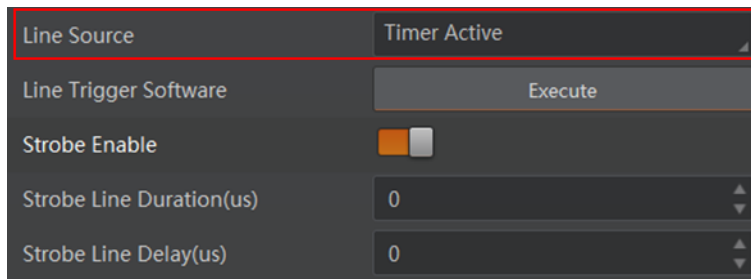 Line Source Timer Active
Line Trigger Software Execute
Strobe Enable
Strobe Line Duration(us) 0
Strobe Line Delay(us) 0